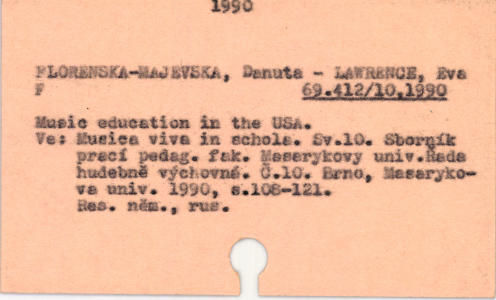 1990
FLORENSKA-MAJEVSKA, Danuta - LAWRENCE, Eva
F 69.412/10,1990
Music education in the USA.
Ve: Musica viva in schola. Sv.10. Sborník
prací pedag. fak. Masarykovy univ.Řada
hudebně výchovná. Č.10. Brno, Masaryko-
va univ. 1990, s.108-121.
Res. něm., rus.